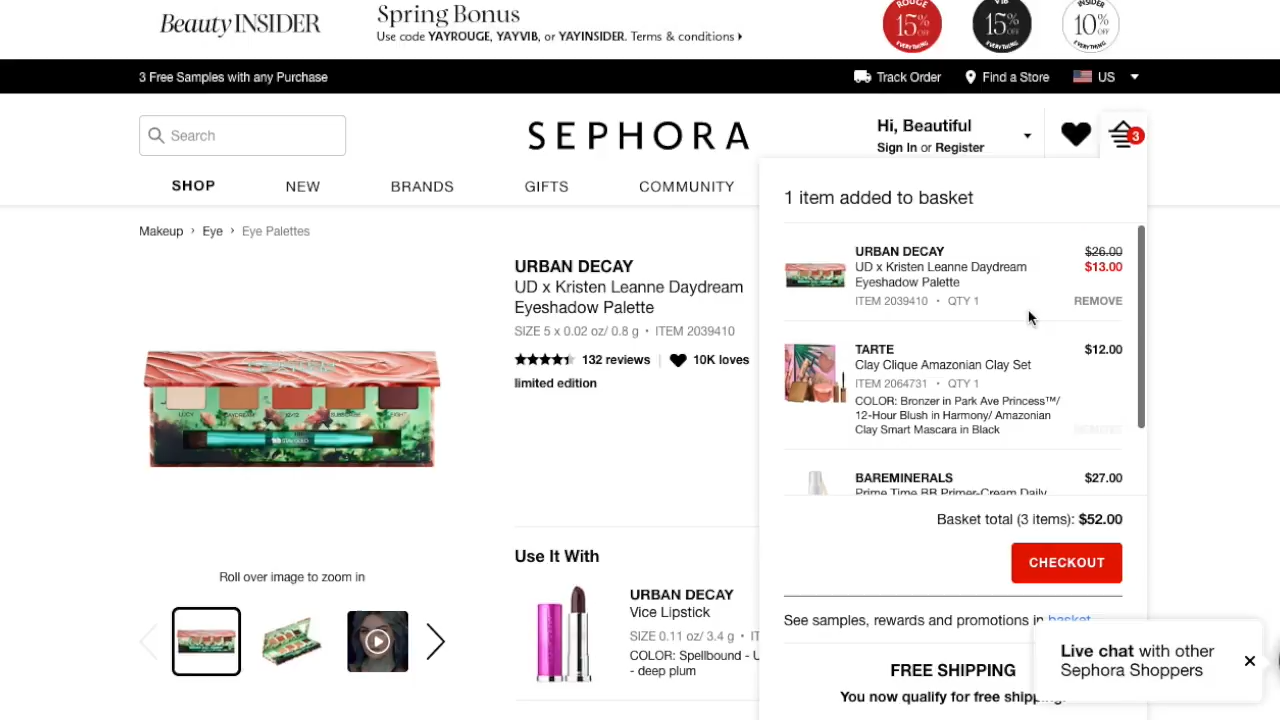 Beauty INSIDER
Spring Bonus
Use code YAYROUGE, YAYVIB, or YAYINSIDER. Terms & conditions
ROUGE
15% OFF
EVERYTHING
VIB
15% OFF
EVERYTHING
INSIDER
10% OFF
EVERYTHING
3 Free Samples with any Purchase
Track Order
Find a Store
US
Search
SEPHORA
Hi, Beautiful
Sign In or Register
3
SHOP
NEW
BRANDS
GIFTS
COMMUNITY
Makeup › Eye › Eye Palettes
URBAN DECAY
UD x Kristen Leanne Daydream
Eyeshadow Palette
SIZE 5 x 0.02 oz/ 0.8 g • ITEM 2039410
132 reviews | 10K loves
limited edition
Roll over image to zoom in
Use It With
URBAN DECAY
Vice Lipstick
SIZE 0.11 oz/ 3.4 g •
COLOR: Spellbound -
- deep plum
1 item added to basket
URBAN DECAY
$26.00
UD x Kristen Leanne Daydream
$13.00
Eyeshadow Palette
ITEM 2039410 • QTY 1
REMOVE
TARTE
$12.00
Clay Clique Amazonian Clay Set
ITEM 2064731 • QTY 1
COLOR: Bronzer in Park Ave Princess™/
12-Hour Blush in Harmony/ Amazonian
Clay Smart Mascara in Black
BAREMINERALS
$27.00
Prime Time BB Primer-Cream Daily
Basket total (3 items): $52.00
CHECKOUT
See samples, rewards and promotions in basket
FREE SHIPPING
You now qualify for free shipping.
Live chat with other
Sephora Shoppers